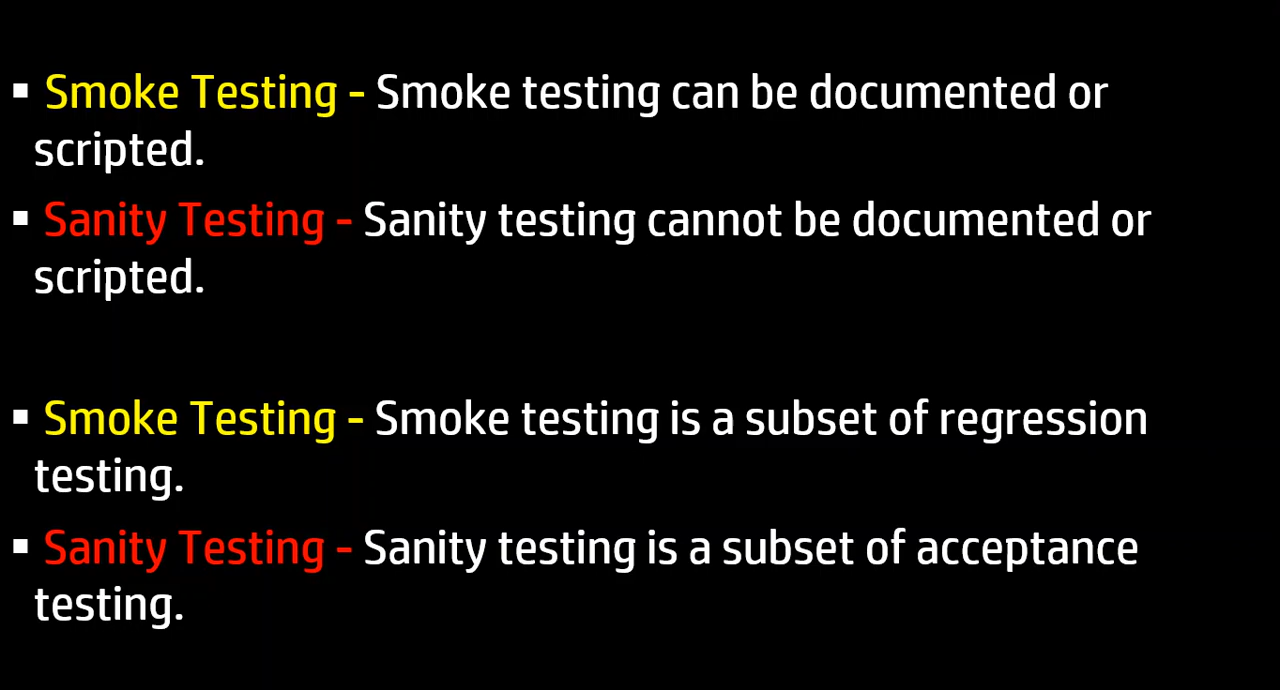 ▪ Smoke Testing - Smoke testing can be documented or
scripted.
▪ Sanity Testing - Sanity testing cannot be documented or
scripted.
▪ Smoke Testing - Smoke testing is a subset of regression
testing.
▪ Sanity Testing - Sanity testing is a subset of acceptance
testing.